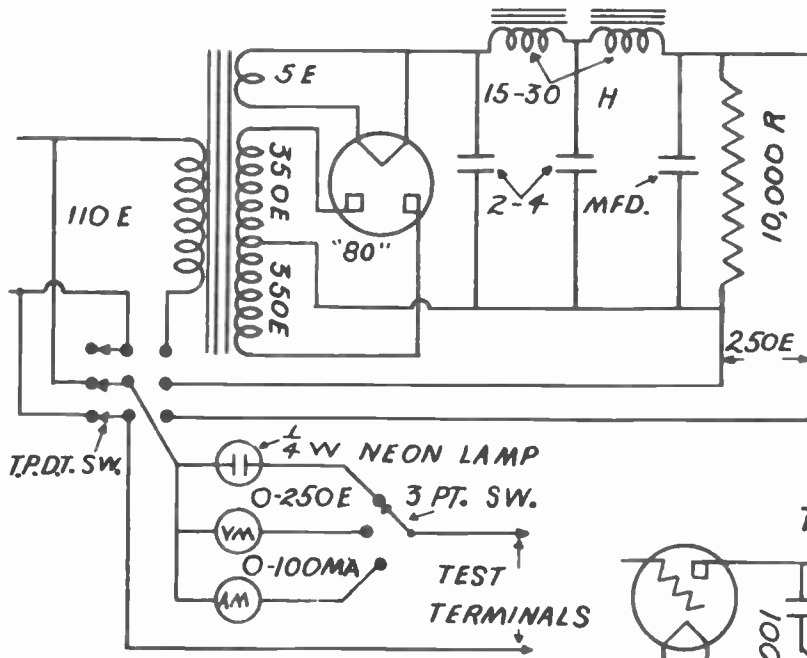 5E
15-30 H
350E
110 E
"80"
2-4 MFD.
10,000 R
350E
250E
T.P.D.T. SW.
1/4 W NEON LAMP
0-250E
3 PT. SW.
VM
0-100MA
AM
TEST
TERMINALS
.001